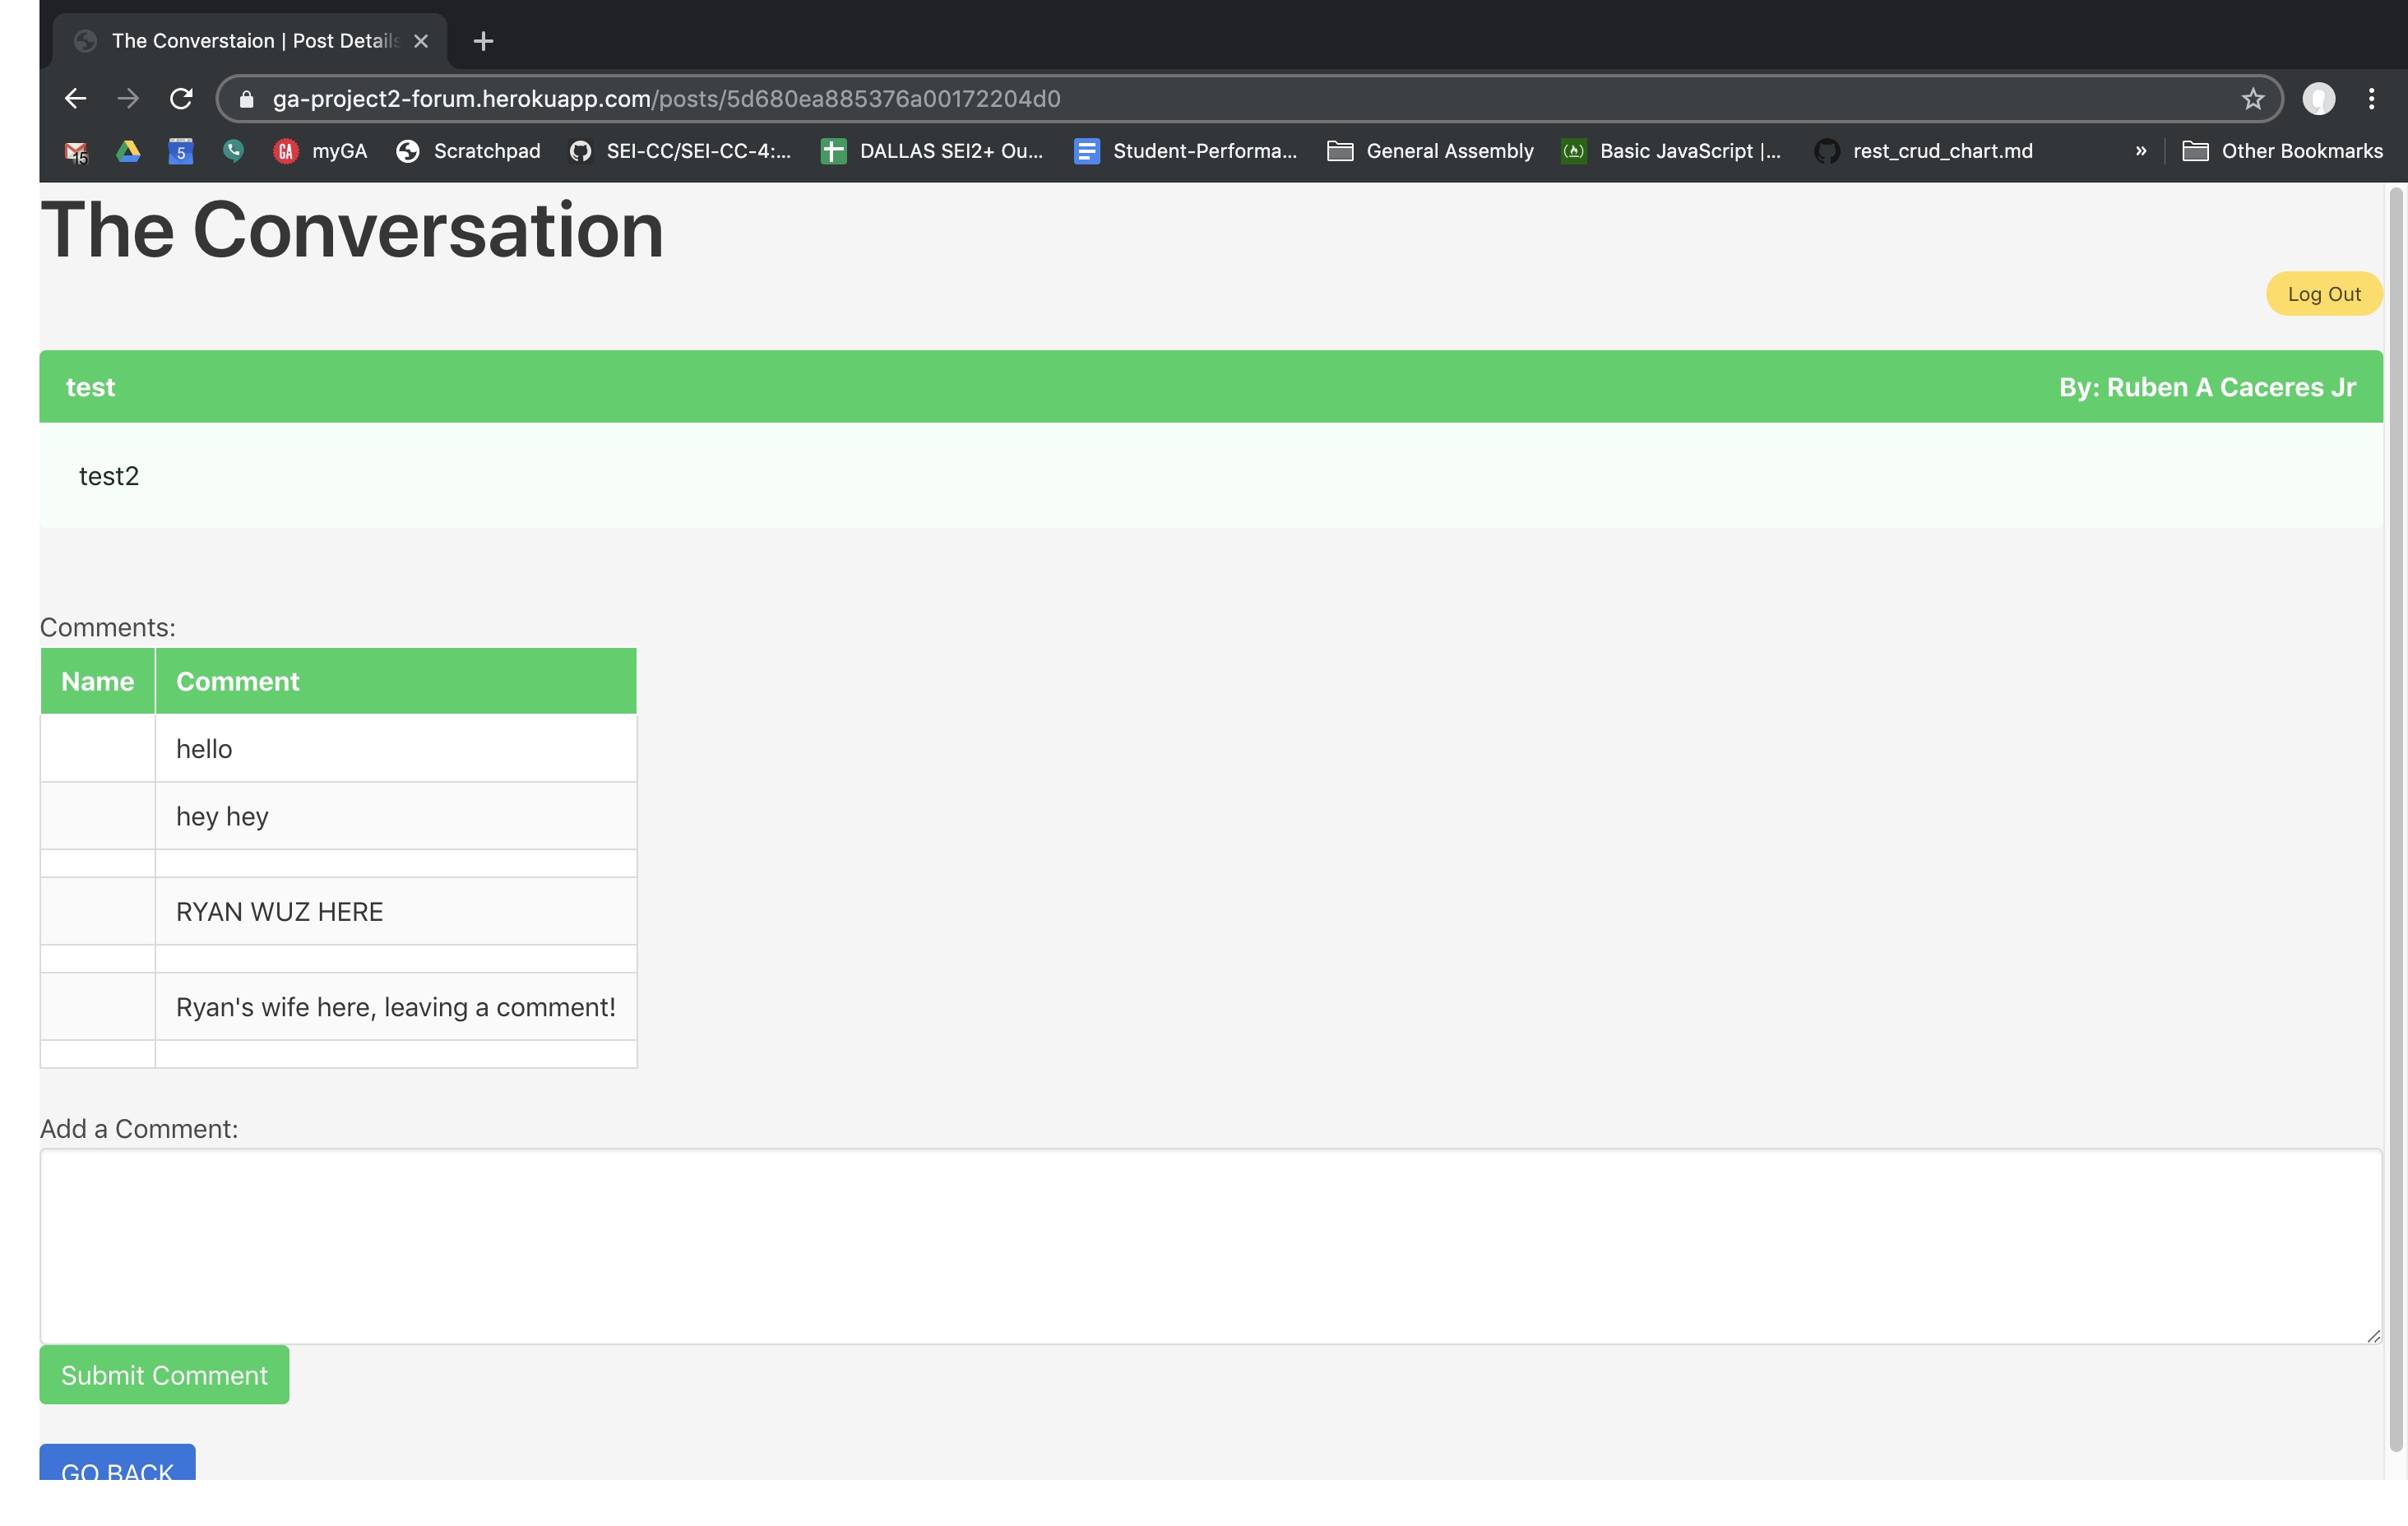 The Converstaion | Post Details
ga-project2-forum.herokuapp.com/posts/5d680ea885376a00172204d0
15 5 GA myGA Scratchpad SEI-CC/SEI-CC-4:... DALLAS SEI2+ Ou... Student-Performa... General Assembly Basic JavaScript |... rest_crud_chart.md » Other Bookmarks
The Conversation
Log Out
test By: Ruben A Caceres Jr
test2
Comments:
Name Comment
hello
hey hey
RYAN WUZ HERE
Ryan's wife here, leaving a comment!
Add a Comment:
Submit Comment
GO BACK